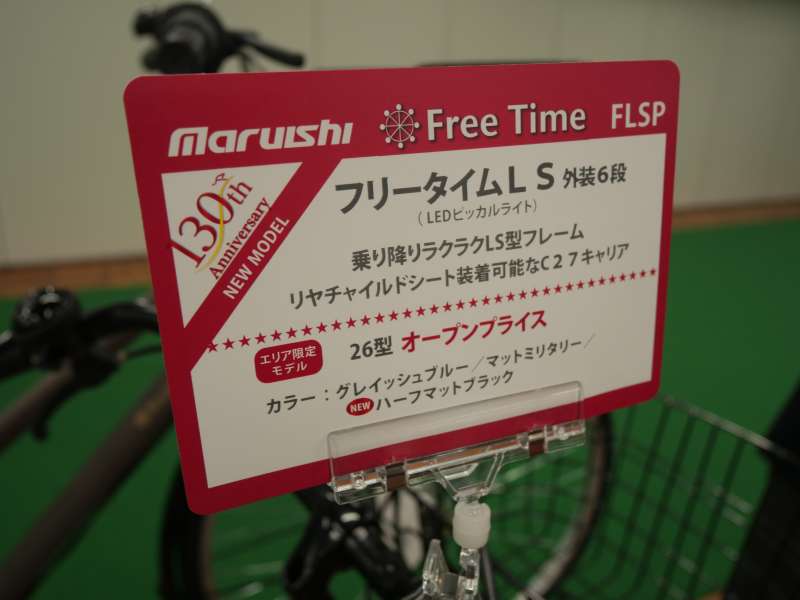 maruishi Free Time FLSP
130th
Anniversary
NEW MODEL
フリータイムLS 外装6段
(LEDピッカルライト)
乗り降りラクラクLS型フレーム
リヤチャイルドシート装着可能なC27キャリア
エリア限定
モデル
26型 オープンプライス
カラー：グレイッシュブルー／マットミリタリー／
NEW ハーフマットブラック